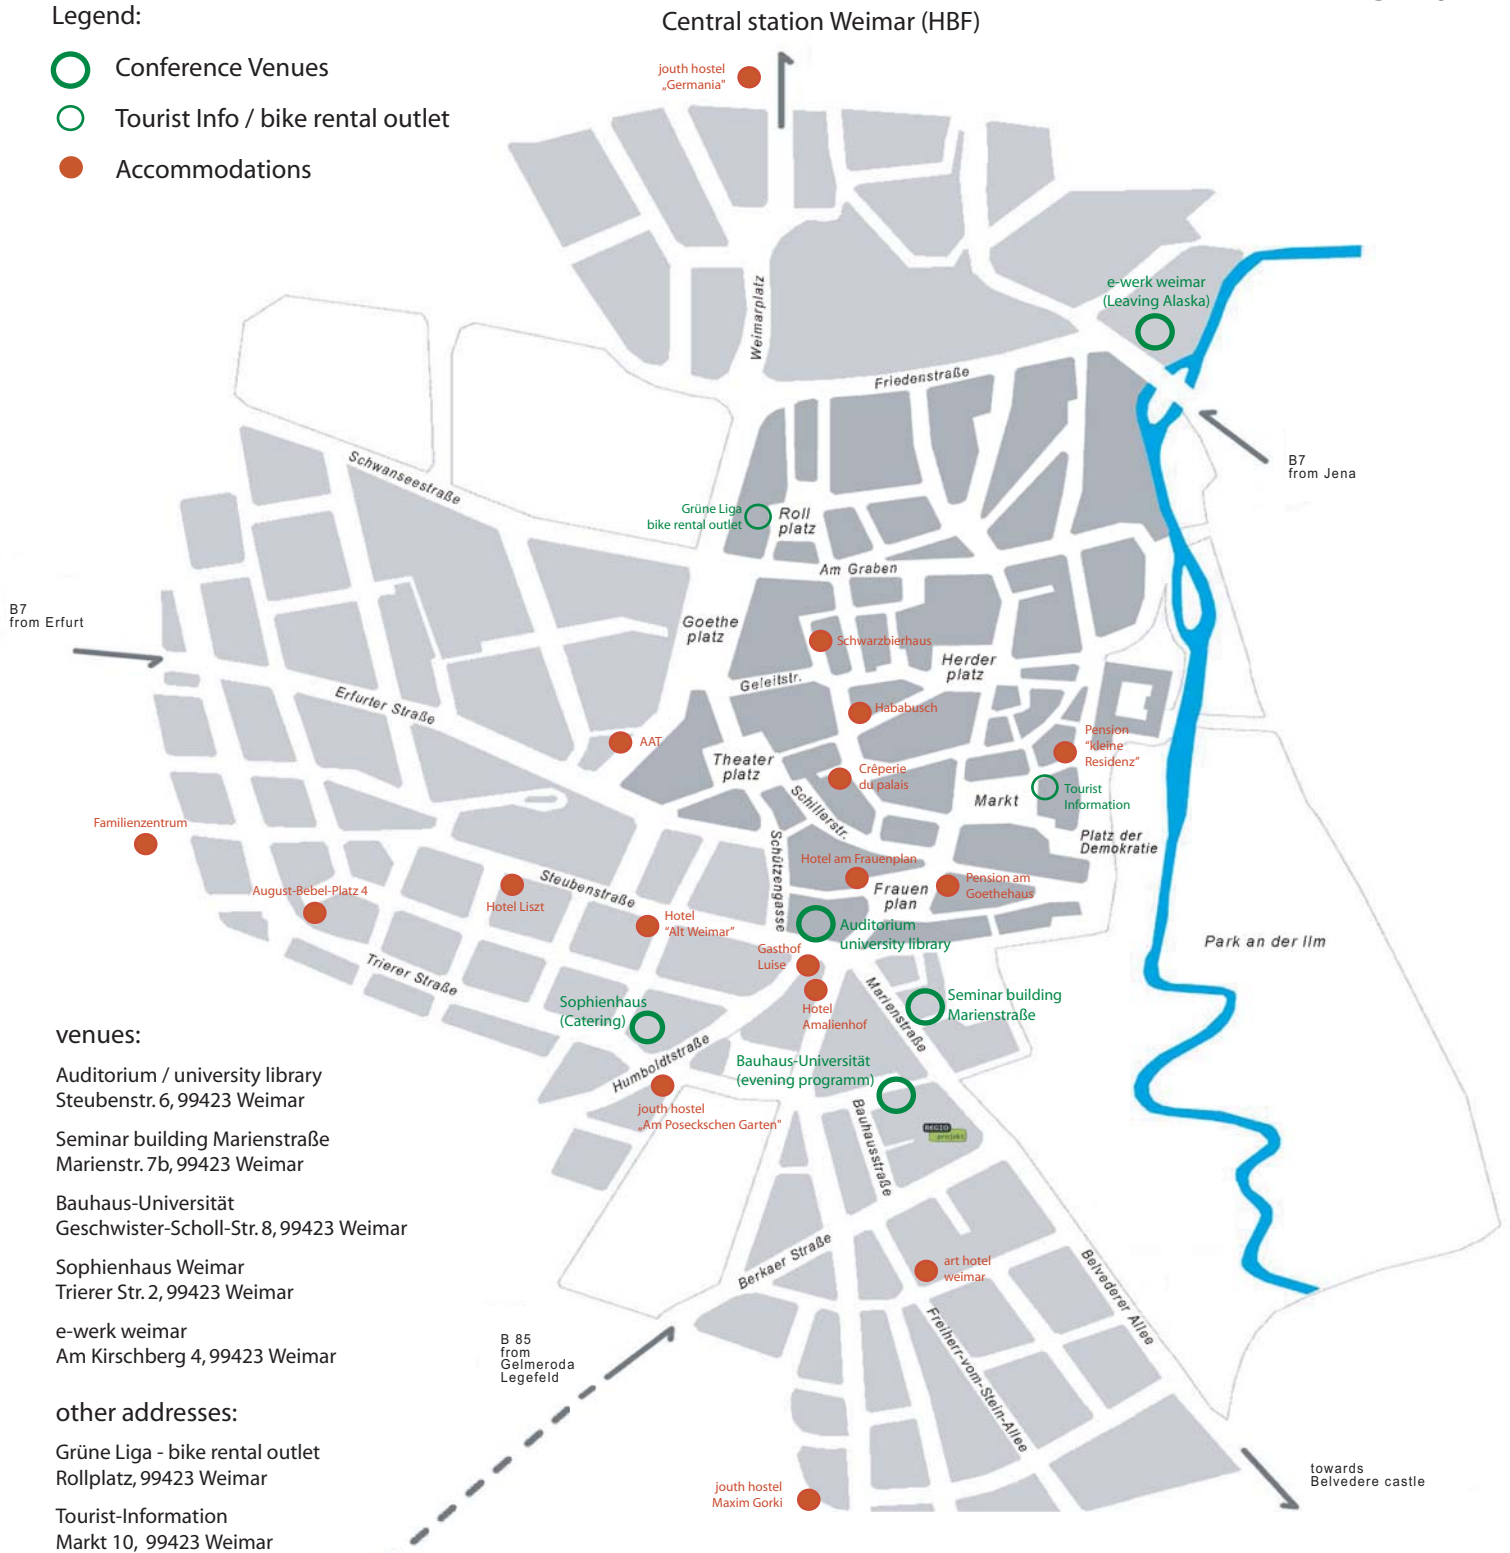 Legend:
Conference Venues
Tourist Info / bike rental outlet
Accommodations
Central station Weimar (HBF)
jouth hostel
„Germania"
e-werk weimar
(Leaving Alaska)
Weimarplatz
Friedenstraße
B7
from Jena
Schwanseestraße
Grüne Liga
bike rental outlet
Roll
platz
Am Graben
B7
from Erfurt
Goethe
platz
Schwarzbierhaus
Herder
platz
Geleitstr.
Erfurter Straße
Hababusch
AAT
Pension
"kleine
Residenz"
Theater
platz
Crêperie
du palais
Schillerstr.
Markt
Tourist
Information
Platz der
Demokratie
Familienzentrum
Schützengasse
Hotel am Frauenplan
August-Bebel-Platz 4
Steubenstraße
Hotel Liszt
Frauen
plan
Pension am
Goethehaus
Hotel
"Alt Weimar"
Auditorium
university library
Park an der Ilm
Gasthof
Luise
Trierer Straße
Marienstraße
Seminar building
Marienstraße
Sophienhaus
(Catering)
Hotel
Amalienhof
Humboldtstraße
Bauhaus-Universität
(evening programm)
jouth hostel
„Am Poseckschen Garten"
Bauhausstraße
REGIO
projekt
Berkaer Straße
art hotel
weimar
Belvederer Allee
Freiherr-vom-Stein-Allee
B 85
from
Gelmeroda
Legefeld
jouth hostel
Maxim Gorki
towards
Belvedere castle
venues:
Auditorium / university library
Steubenstr. 6, 99423 Weimar
Seminar building Marienstraße
Marienstr. 7b, 99423 Weimar
Bauhaus-Universität
Geschwister-Scholl-Str. 8, 99423 Weimar
Sophienhaus Weimar
Trierer Str. 2, 99423 Weimar
e-werk weimar
Am Kirschberg 4, 99423 Weimar
other addresses:
Grüne Liga - bike rental outlet
Rollplatz, 99423 Weimar
Tourist-Information
Markt 10, 99423 Weimar